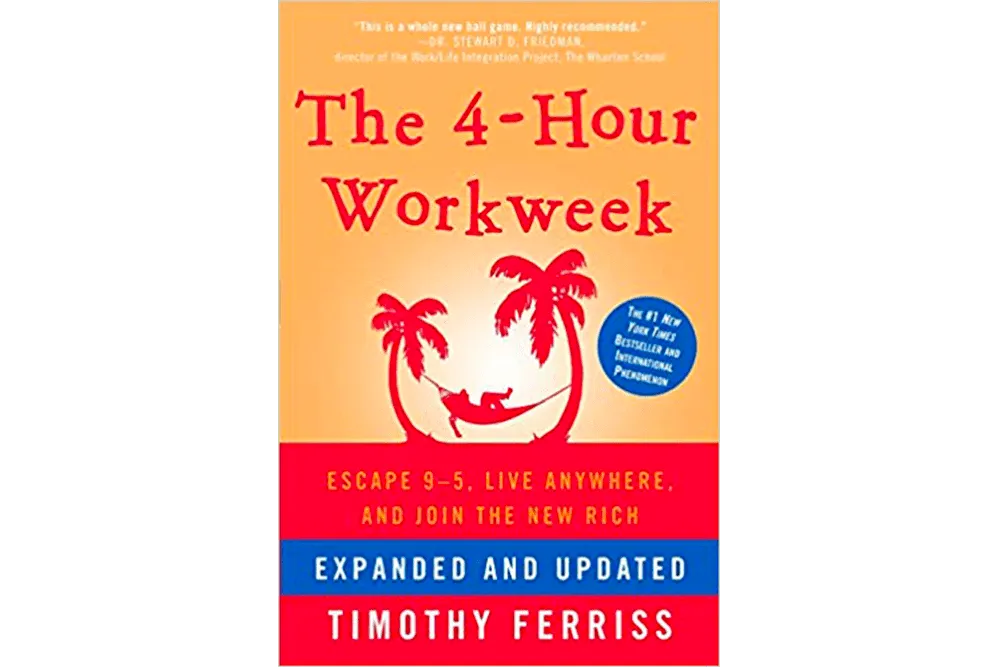 "This is a whole new ball game. Highly recommended."
—DR. STEWART D. FRIEDMAN,
director of the Work/Life Integration Project, The Wharton School
The 4-Hour
Workweek
THE #1 NEW
YORK TIMES
BESTSELLER AND
INTERNATIONAL
PHENOMENON
ESCAPE 9–5, LIVE ANYWHERE,
AND JOIN THE NEW RICH
EXPANDED AND UPDATED
TIMOTHY FERRISS